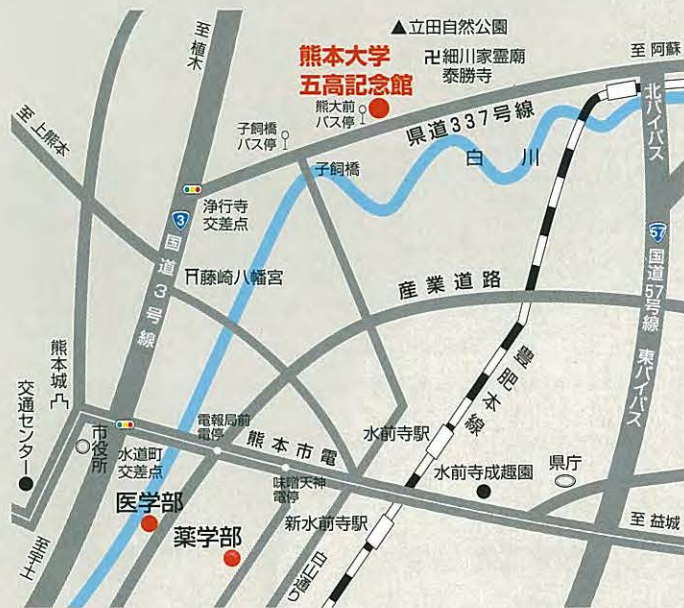 至 植木
▲立田自然公園
熊本大学
五高記念館
卍細川家霊廟
泰勝寺
至 阿蘇
至 上熊本
熊大前
バス停
子飼橋
バス停
県道337号線
北バイパス
子飼橋
白川
浄行寺
交差点
3
国道3号線
57
国道57号線 東バイパス
藤崎八幡宮
産業道路
熊本城
豊肥本線
交通センター
市役所
水道町
交差点
電報局前
電停
熊本市電
水前寺駅
味噌天神
電停
水前寺成趣園
県庁
医学部
薬学部
新水前寺駅
至 益城
至 宇土
白山通り